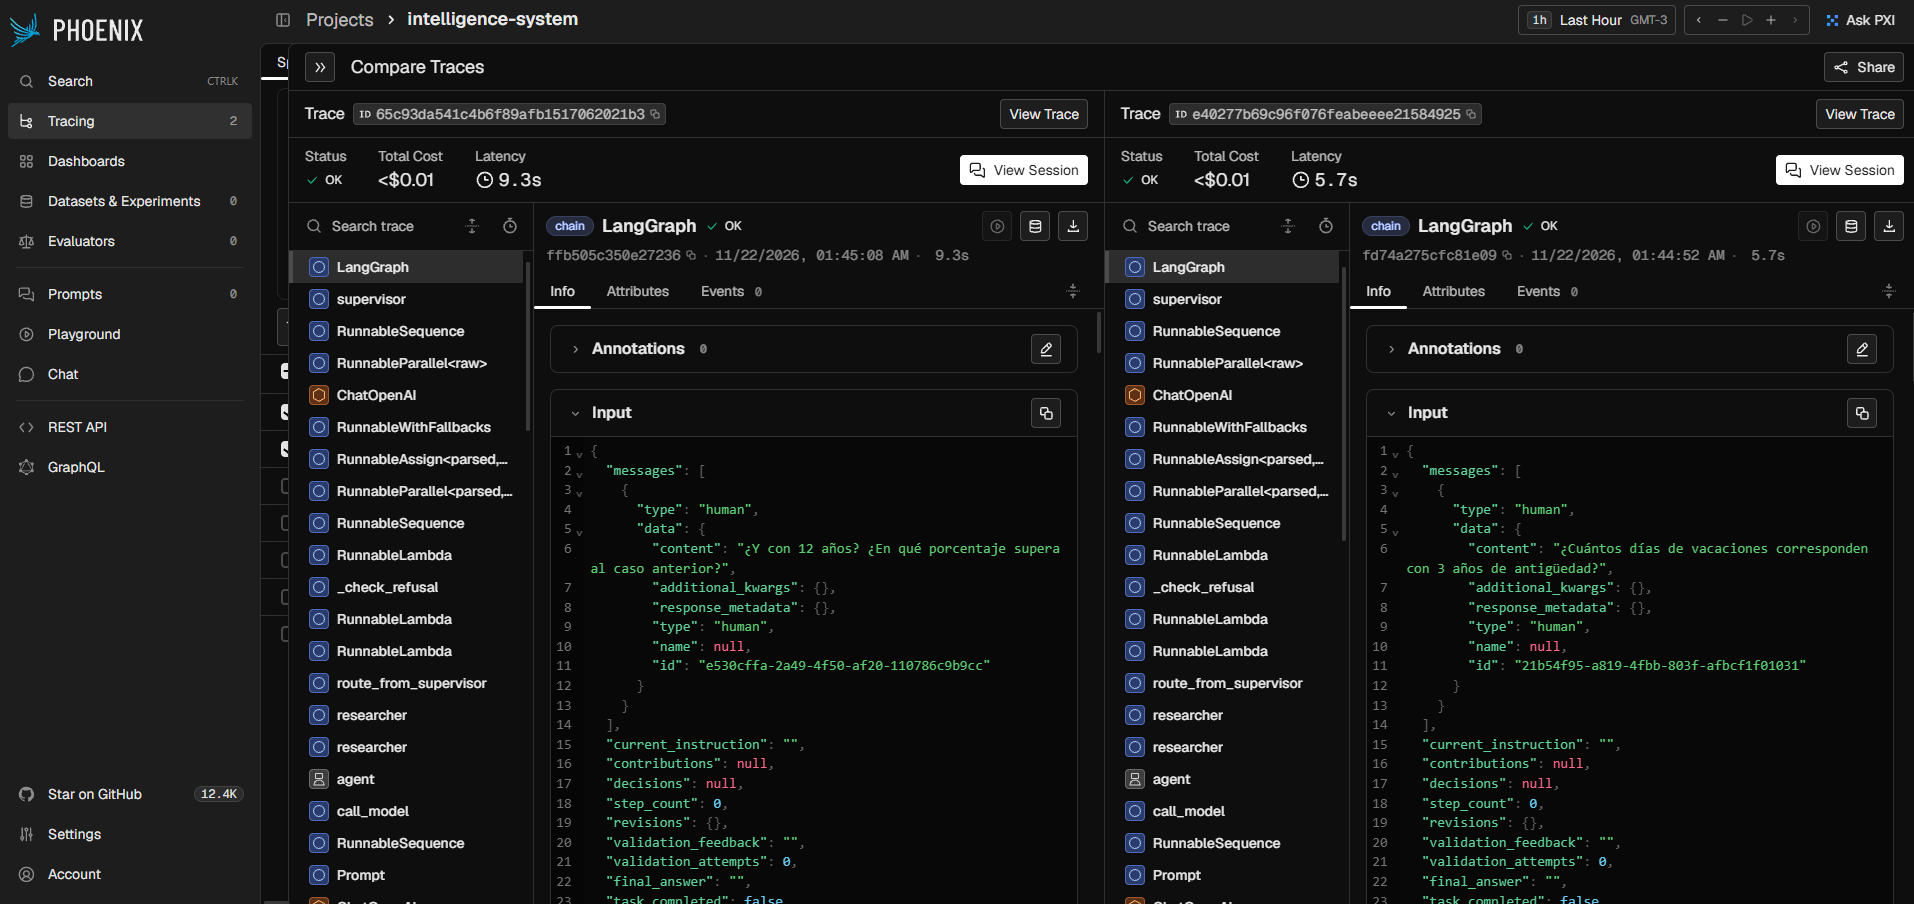 PHOENIX
Search CTRLK
Tracing 2
Dashboards
Datasets & Experiments 0
Evaluators 0
Prompts 0
Playground
Chat
REST API
GraphQL
Star on GitHub 12.4K
Settings
Account
Projects › intelligence-system
1h Last Hour GMT-3
Ask PXI
Compare Traces
Share
Trace ID 65c93da541c4b6f89afb1517062021b3
View Trace
Status Total Cost Latency
OK <$0.01 9.3s
View Session
Search trace
LangGraph
supervisor
RunnableSequence
RunnableParallel<raw>
ChatOpenAI
RunnableWithFallbacks
RunnableAssign<parsed,...
RunnableParallel<parsed,...
RunnableSequence
RunnableLambda
_check_refusal
RunnableLambda
RunnableLambda
route_from_supervisor
researcher
researcher
agent
call_model
RunnableSequence
Prompt
chain LangGraph OK
ffb505c350e27236 · 11/22/2026, 01:45:08 AM · 9.3s
Info Attributes Events 0
Annotations 0
Input
1 {
2 "messages": [
3 {
4 "type": "human",
5 "data": {
6 "content": "¿Y con 12 años? ¿En qué porcentaje supera
al caso anterior?",
7 "additional_kwargs": {},
8 "response_metadata": {},
9 "type": "human",
10 "name": null,
11 "id": "e530cffa-2a49-4f50-af20-110786c9b9cc"
12 }
13 }
14 ],
15 "current_instruction": "",
16 "contributions": null,
17 "decisions": null,
18 "step_count": 0,
19 "revisions": {},
20 "validation_feedback": "",
21 "validation_attempts": 0,
22 "final_answer": "",
23 "task_completed": false
Trace ID e40277b69c96f076feabeeee21584925
View Trace
Status Total Cost Latency
OK <$0.01 5.7s
View Session
Search trace
LangGraph
supervisor
RunnableSequence
RunnableParallel<raw>
ChatOpenAI
RunnableWithFallbacks
RunnableAssign<parsed,...
RunnableParallel<parsed,...
RunnableSequence
RunnableLambda
_check_refusal
RunnableLambda
RunnableLambda
route_from_supervisor
researcher
researcher
agent
call_model
RunnableSequence
Prompt
chain LangGraph OK
fd74a275cfc81e09 · 11/22/2026, 01:44:52 AM · 5.7s
Info Attributes Events 0
Annotations 0
Input
1 {
2 "messages": [
3 {
4 "type": "human",
5 "data": {
6 "content": "¿Cuántos días de vacaciones corresponden
con 3 años de antigüedad?",
7 "additional_kwargs": {},
8 "response_metadata": {},
9 "type": "human",
10 "name": null,
11 "id": "21b54f95-a819-4fbb-803f-afbcf1f01031"
12 }
13 }
14 ],
15 "current_instruction": "",
16 "contributions": null,
17 "decisions": null,
18 "step_count": 0,
19 "revisions": {},
20 "validation_feedback": "",
21 "validation_attempts": 0,
22 "final_answer": "",
23 "task_completed": false